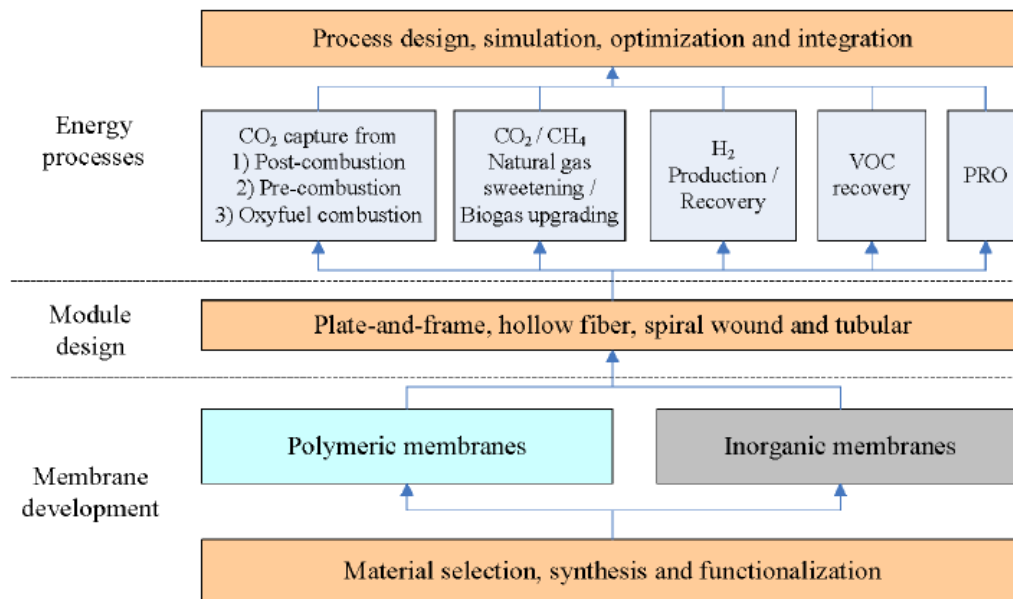 Process design, simulation, optimization and integration
Energy
processes
CO₂ capture from
1) Post-combustion
2) Pre-combustion
3) Oxyfuel combustion
CO₂ / CH₄
Natural gas
sweetening /
Biogas upgrading
H₂
Production /
Recovery
VOC
recovery
PRO
Module
design
Plate-and-frame, hollow fiber, spiral wound and tubular
Membrane
development
Polymeric membranes
Inorganic membranes
Material selection, synthesis and functionalization